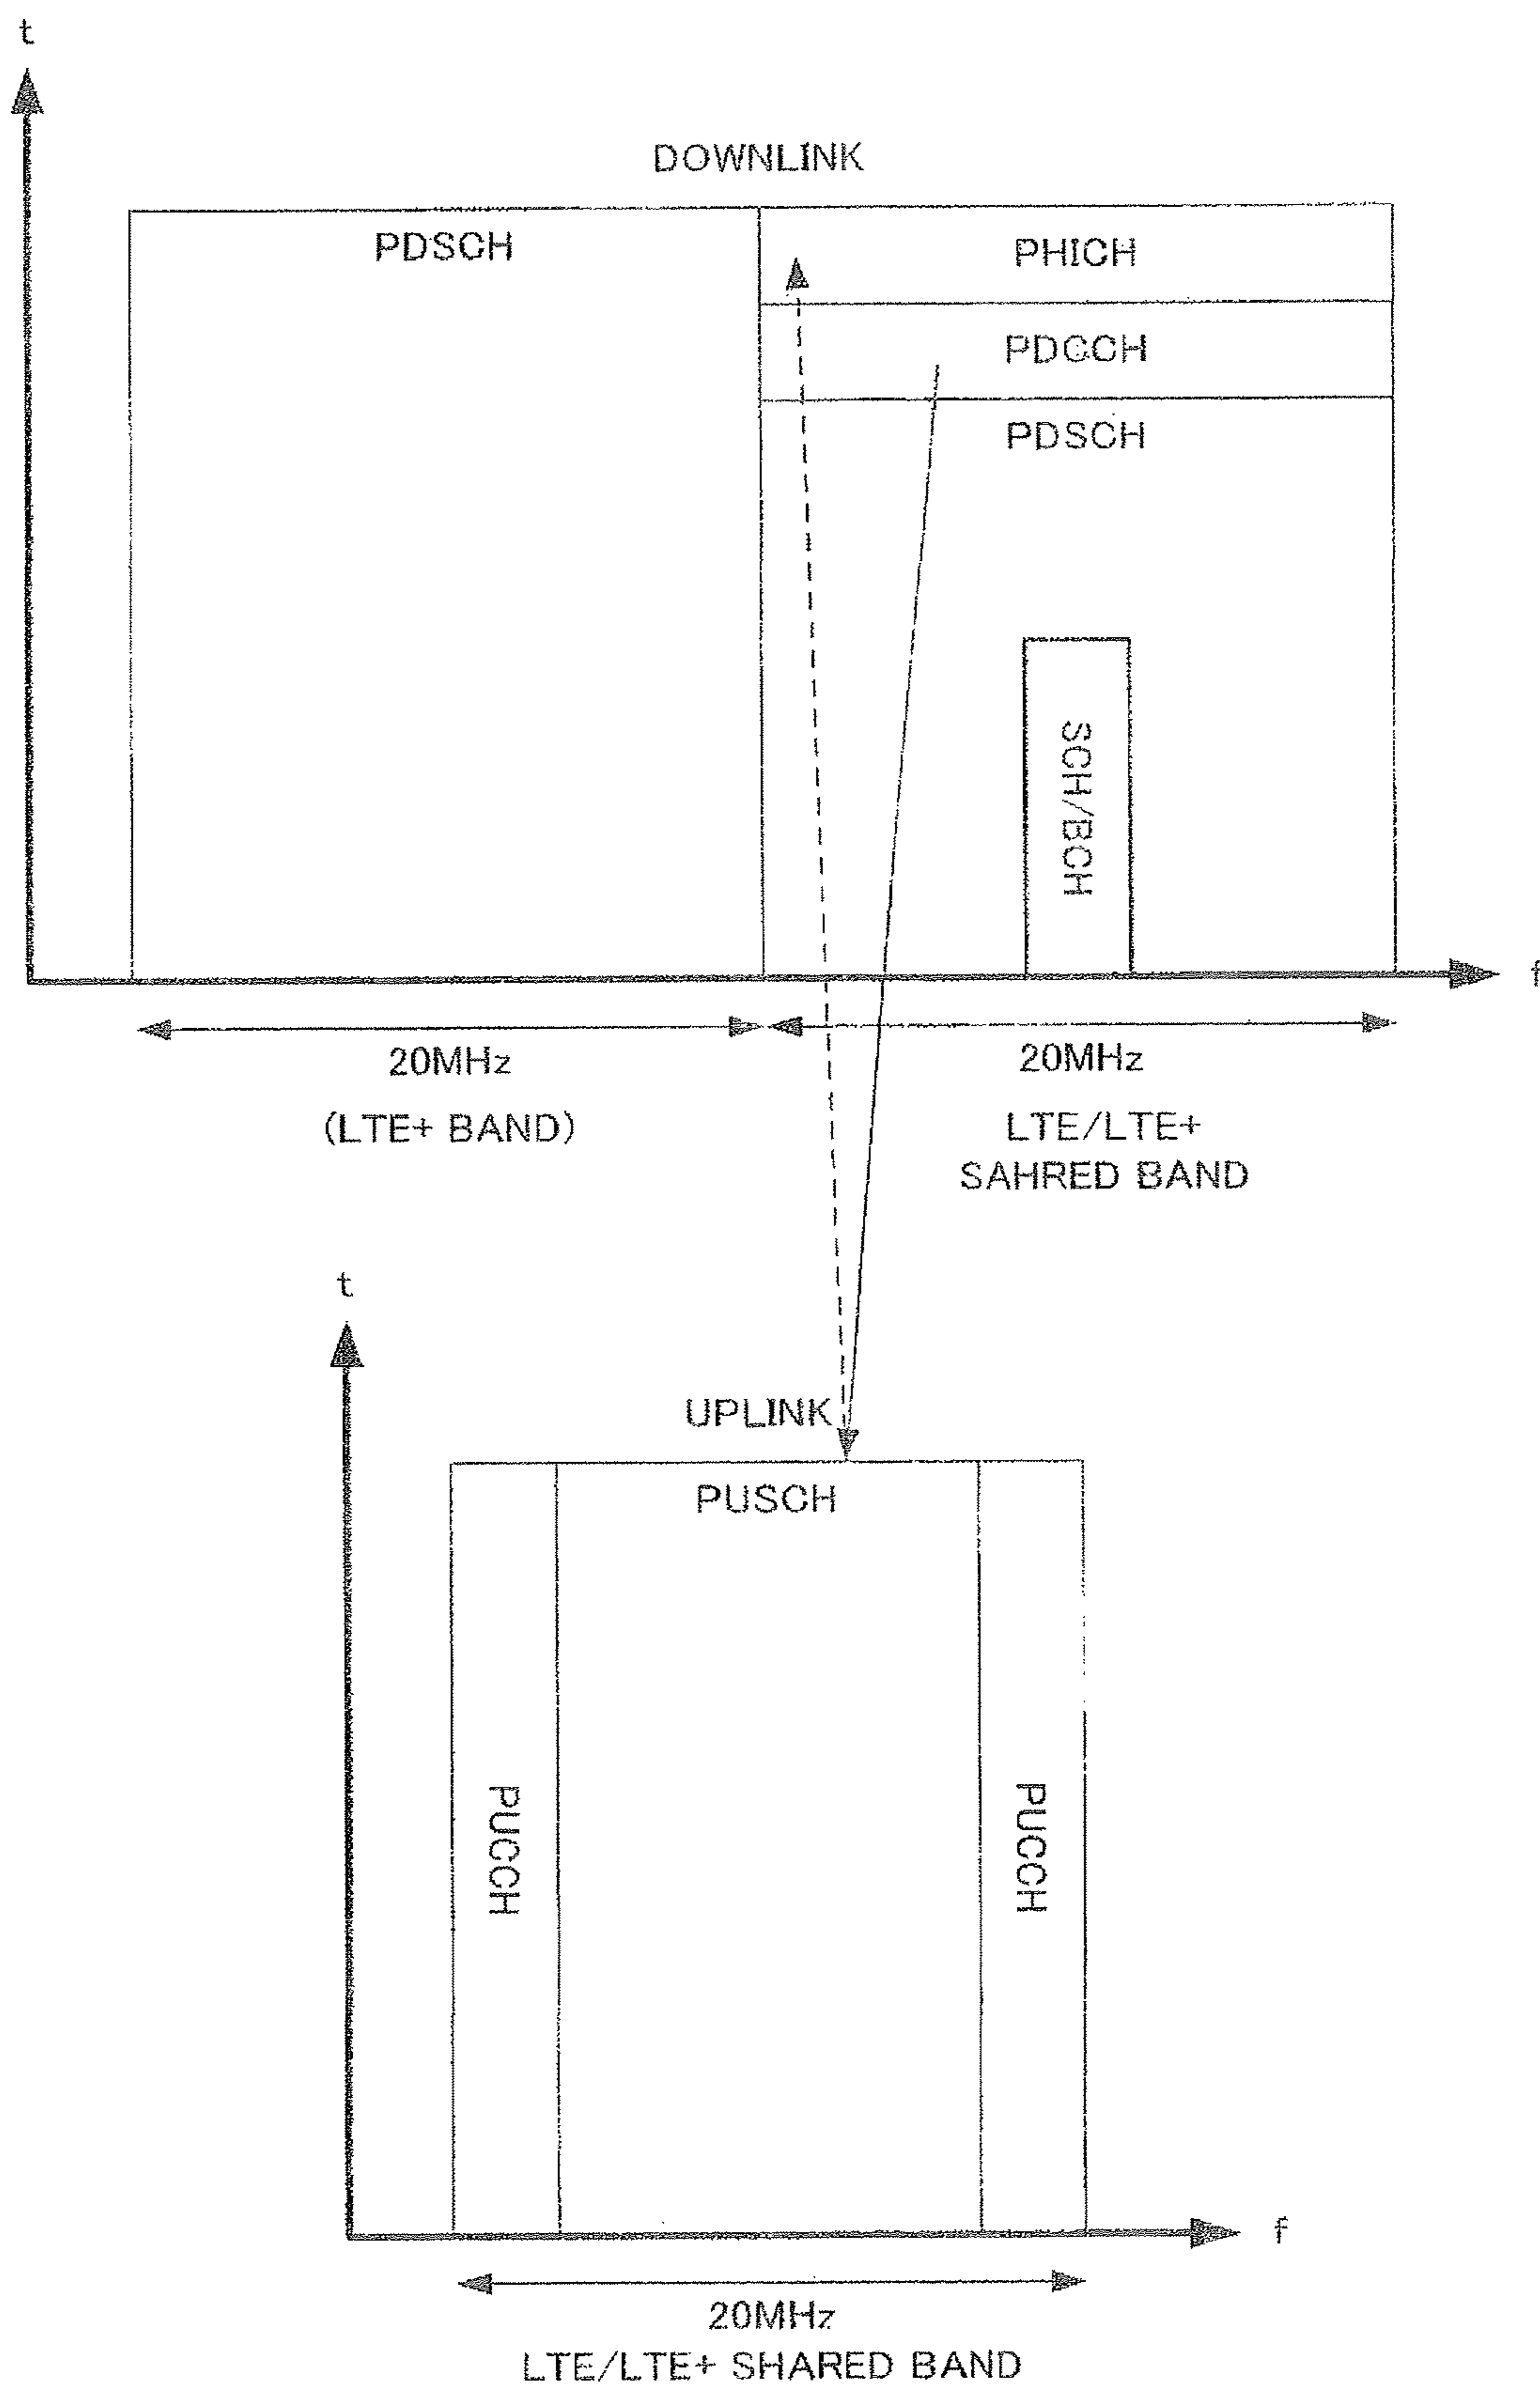 t
DOWNLINK
PDSCH
PHICH
PDCCH
PDSCH
SCH/BCH
f
20MHz
(LTE+ BAND)
20MHz
LTE/LTE+
SAHRED BAND
t
UPLINK
PUSCH
PUCCH
PUCCH
f
20MHz
LTE/LTE+ SHARED BAND